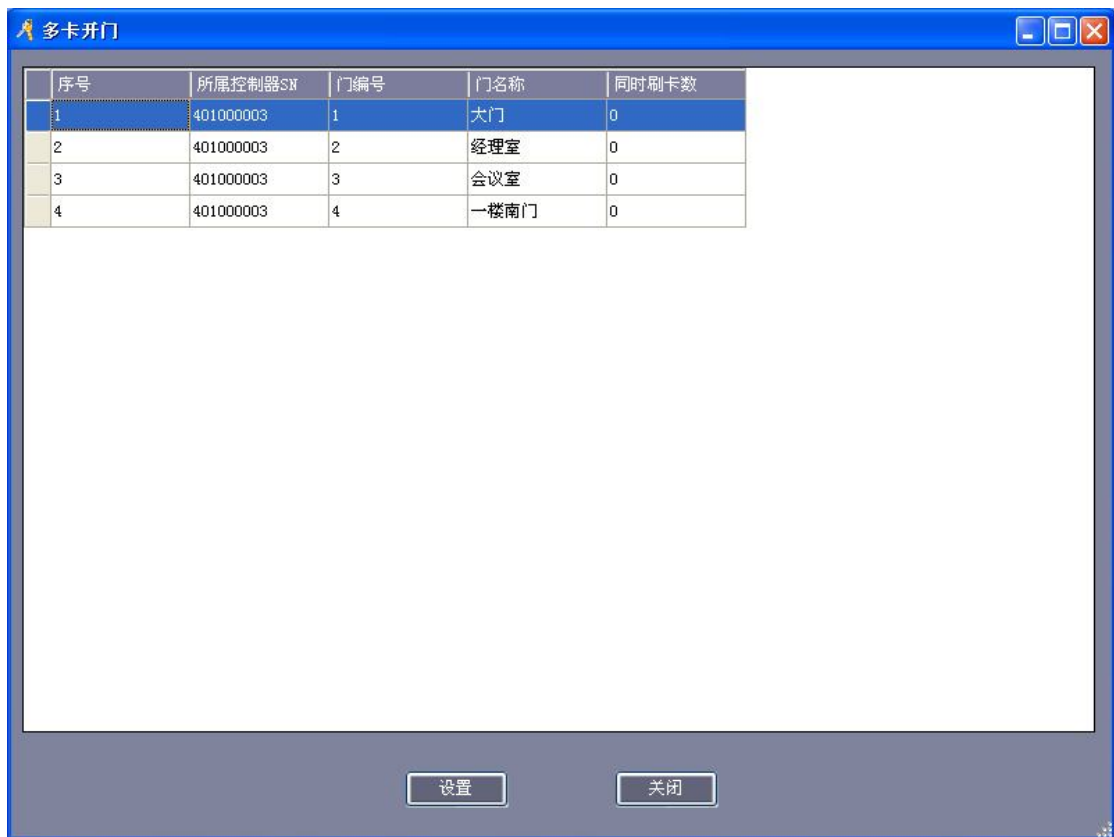 多卡开门
序号 所属控制器SN 门编号 门名称 同时刷卡数
1 401000003 1 大门 0
2 401000003 2 经理室 0
3 401000003 3 会议室 0
4 401000003 4 一楼南门 0
设置 关闭